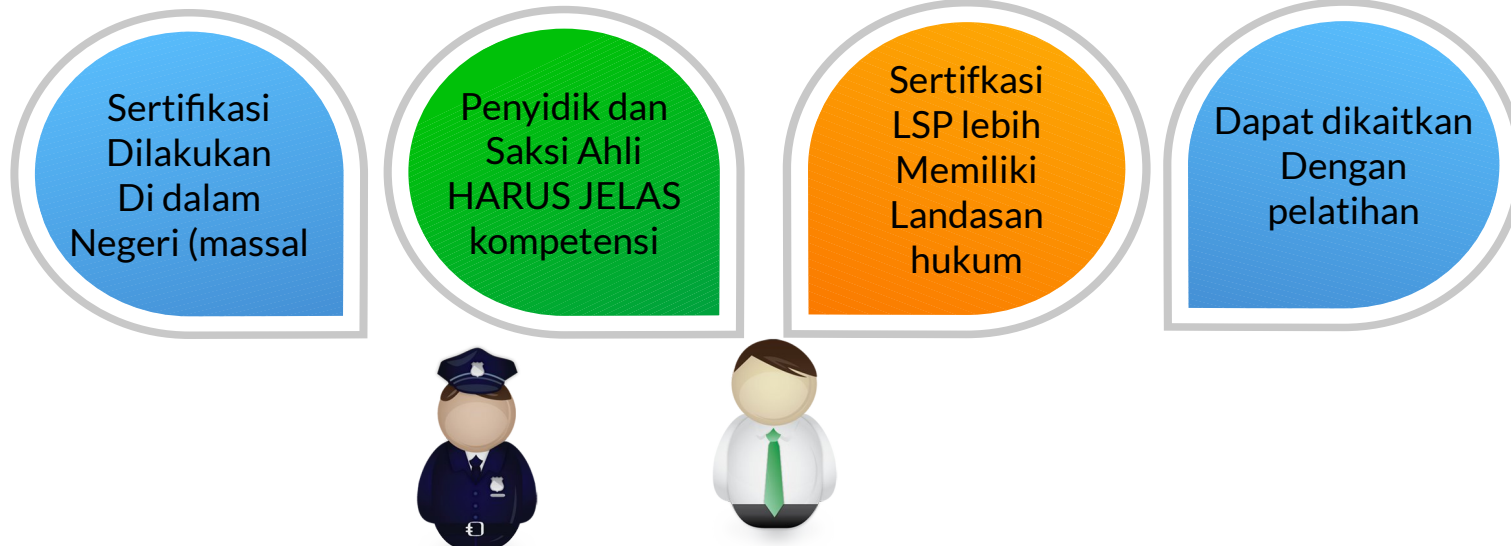 Sertifikasi
Dilakukan
Di dalam
Negeri (massal
Penyidik dan
Saksi Ahli
HARUS JELAS
kompetensi
Sertifkasi
LSP lebih
Memiliki
Landasan
hukum
Dapat dikaitkan
Dengan
pelatihan